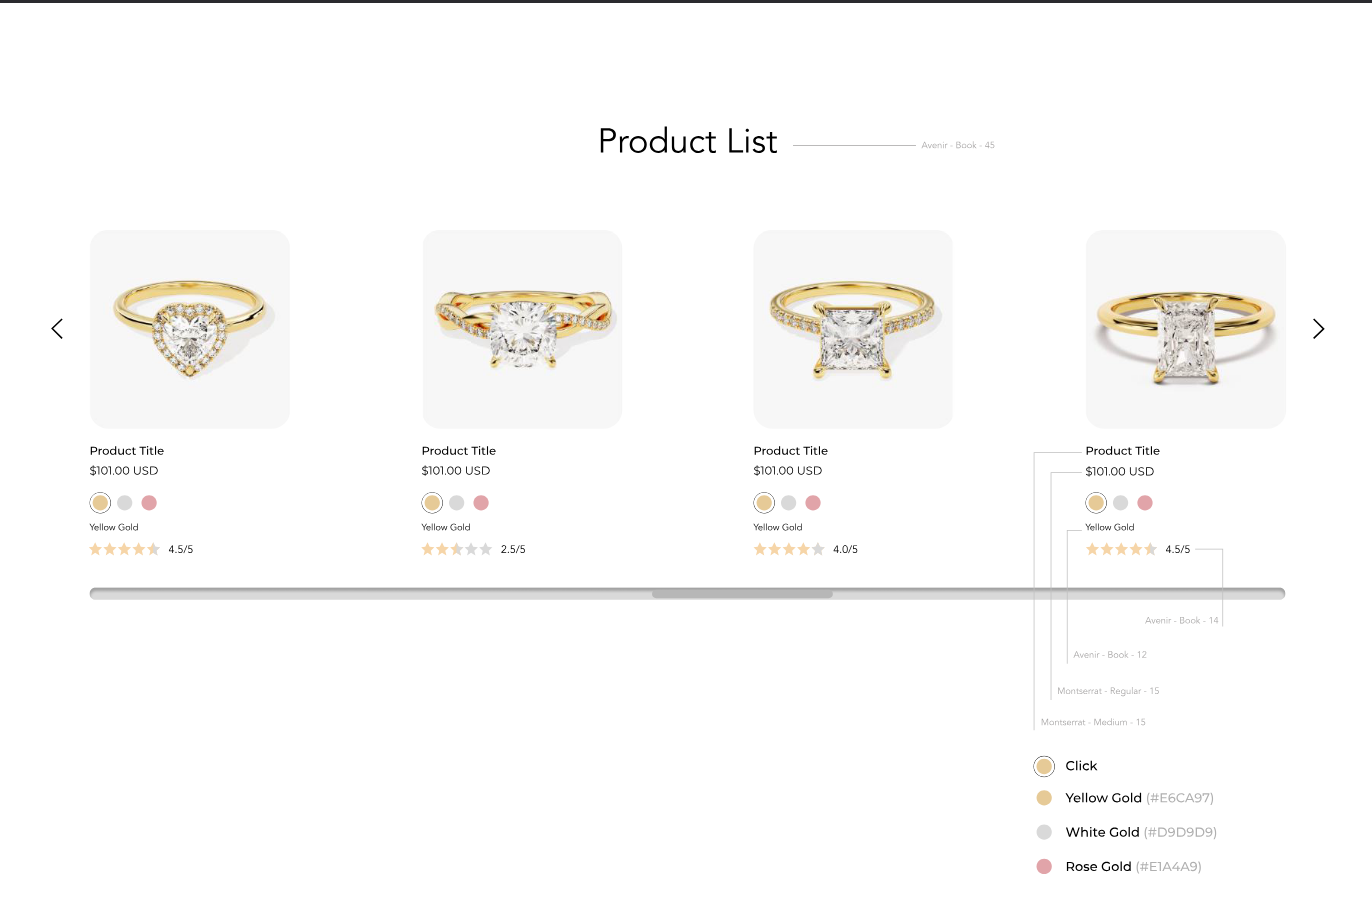 Product List
Avenir - Book - 45
Product Title
$101.00 USD
Yellow Gold
4.5/5
Product Title
$101.00 USD
Yellow Gold
2.5/5
Product Title
$101.00 USD
Yellow Gold
4.0/5
Product Title
$101.00 USD
Yellow Gold
4.5/5
Avenir - Book - 14
Avenir - Book - 12
Montserrat - Regular - 15
Montserrat - Medium - 15
Click
Yellow Gold (#E6CA97)
White Gold (#D9D9D9)
Rose Gold (#E1A4A9)